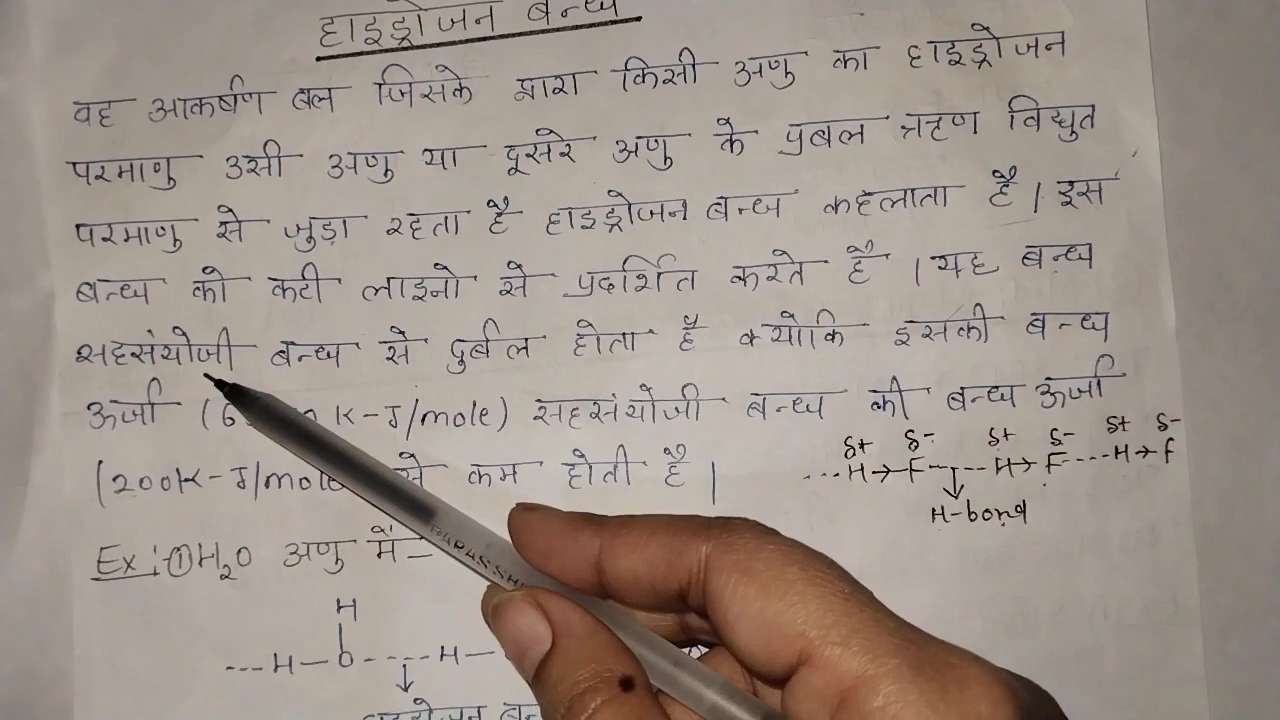 हाइड्रोजन बन्ध
वह आकर्षण बल जिसके द्वारा किसी अणु का हाइड्रोजन
परमाणु उसी अणु या दूसरे अणु के प्रबल ऋण विद्युत
परमाणु से जुड़ा रहता है हाइड्रोजन बन्ध कहलाता है। इस
बन्ध को कटी लाइनो से प्रदर्शित करते है। यह बन्ध
सहसंयोजी बन्ध से दुर्बल होता है क्योकि इसकी बन्ध
ऊर्जा K-J/mole) सहसंयोजी बन्ध की बन्ध ऊर्जा
(200K-J/mole से कम होती है।
δ+ δ- δ+ δ- δ+ δ-
----H→F-----H→F----H→F
H-bond
Ex:-① H₂O अणु में-
H
---H—O----H—